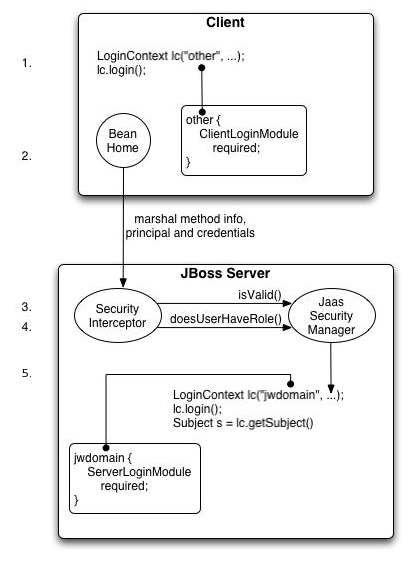 Client
1.
LoginContext lc("other", ...);
lc.login();
other {
ClientLoginModule
required;
}
Bean
Home
2.
marshal method info,
principal and credentials
JBoss Server
3.
4.
Security
Interceptor
isValid()
doesUserHaveRole()
Jaas
Security
Manager
5.
LoginContext lc("jwdomain", ...);
lc.login();
Subject s = lc.getSubject()
jwdomain {
ServerLoginModule
required;
}